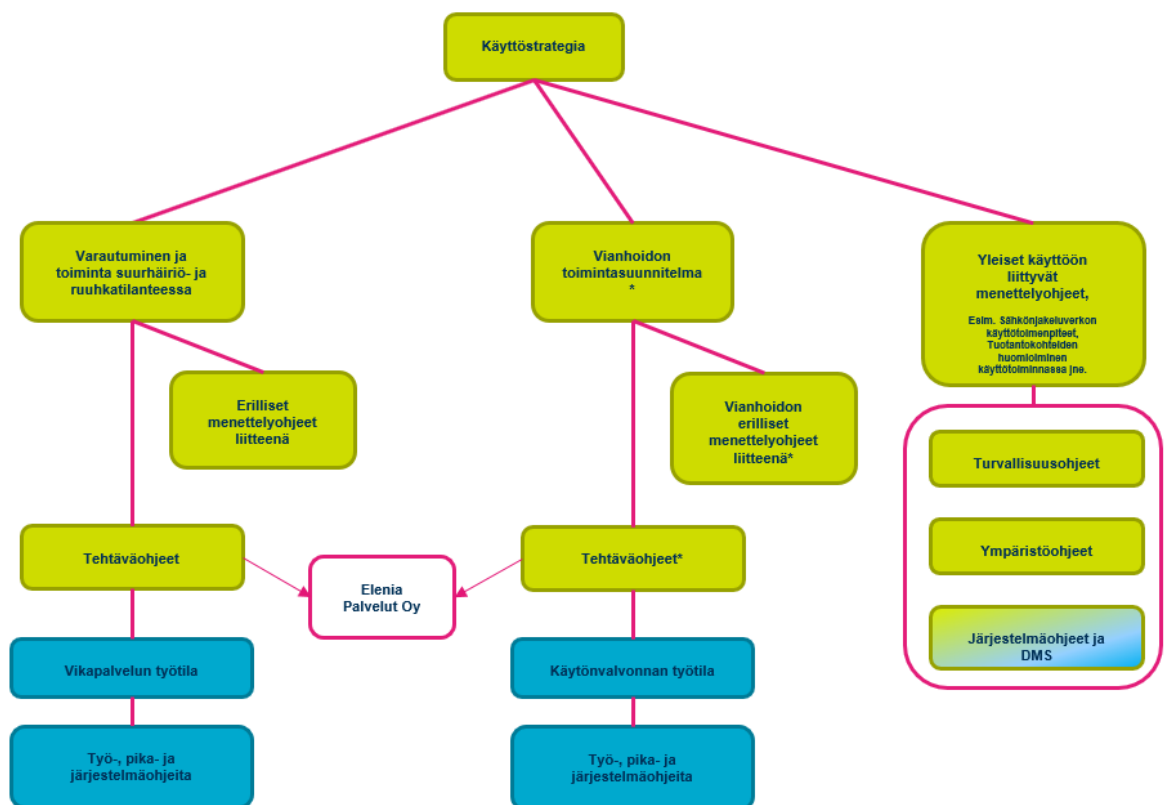 Käyttöstrategia
Varautuminen ja
toiminta suurhäiriö- ja
ruuhkatilanteessa
Vianhoidon
toimintasuunnitelma
*
Yleiset käyttöön
liittyvät
menettelyohjeet,
Esim. Sähkönjakeluverkon
käyttötoimenpiteet,
Tuotantokohteiden
huomioiminen
käyttötoiminnassa jne.
Erilliset
menettelyohjeet
liitteenä
Vianhoidon
erilliset
menettelyohjeet
liitteenä*
Turvallisuusohjeet
Ympäristöohjeet
Järjestelmäohjeet ja
DMS
Tehtäväohjeet
Elenia
Palvelut Oy
Tehtäväohjeet*
Vikapalvelun työtila
Käytönvalvonnan työtila
Työ-, pika- ja
järjestelmäohjeita
Työ-, pika- ja
järjestelmäohjeita